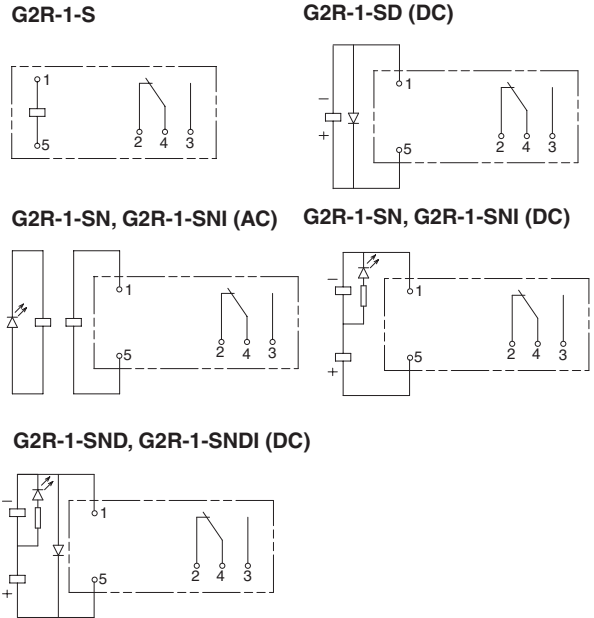 G2R-1-S
G2R-1-SD (DC)
1
5
2 4 3
−
+
1
5
2 4 3
G2R-1-SN, G2R-1-SNI (AC)
G2R-1-SN, G2R-1-SNI (DC)
1
5
2 4 3
−
+
1
5
2 4 3
G2R-1-SND, G2R-1-SNDI (DC)
−
+
1
5
2 4 3